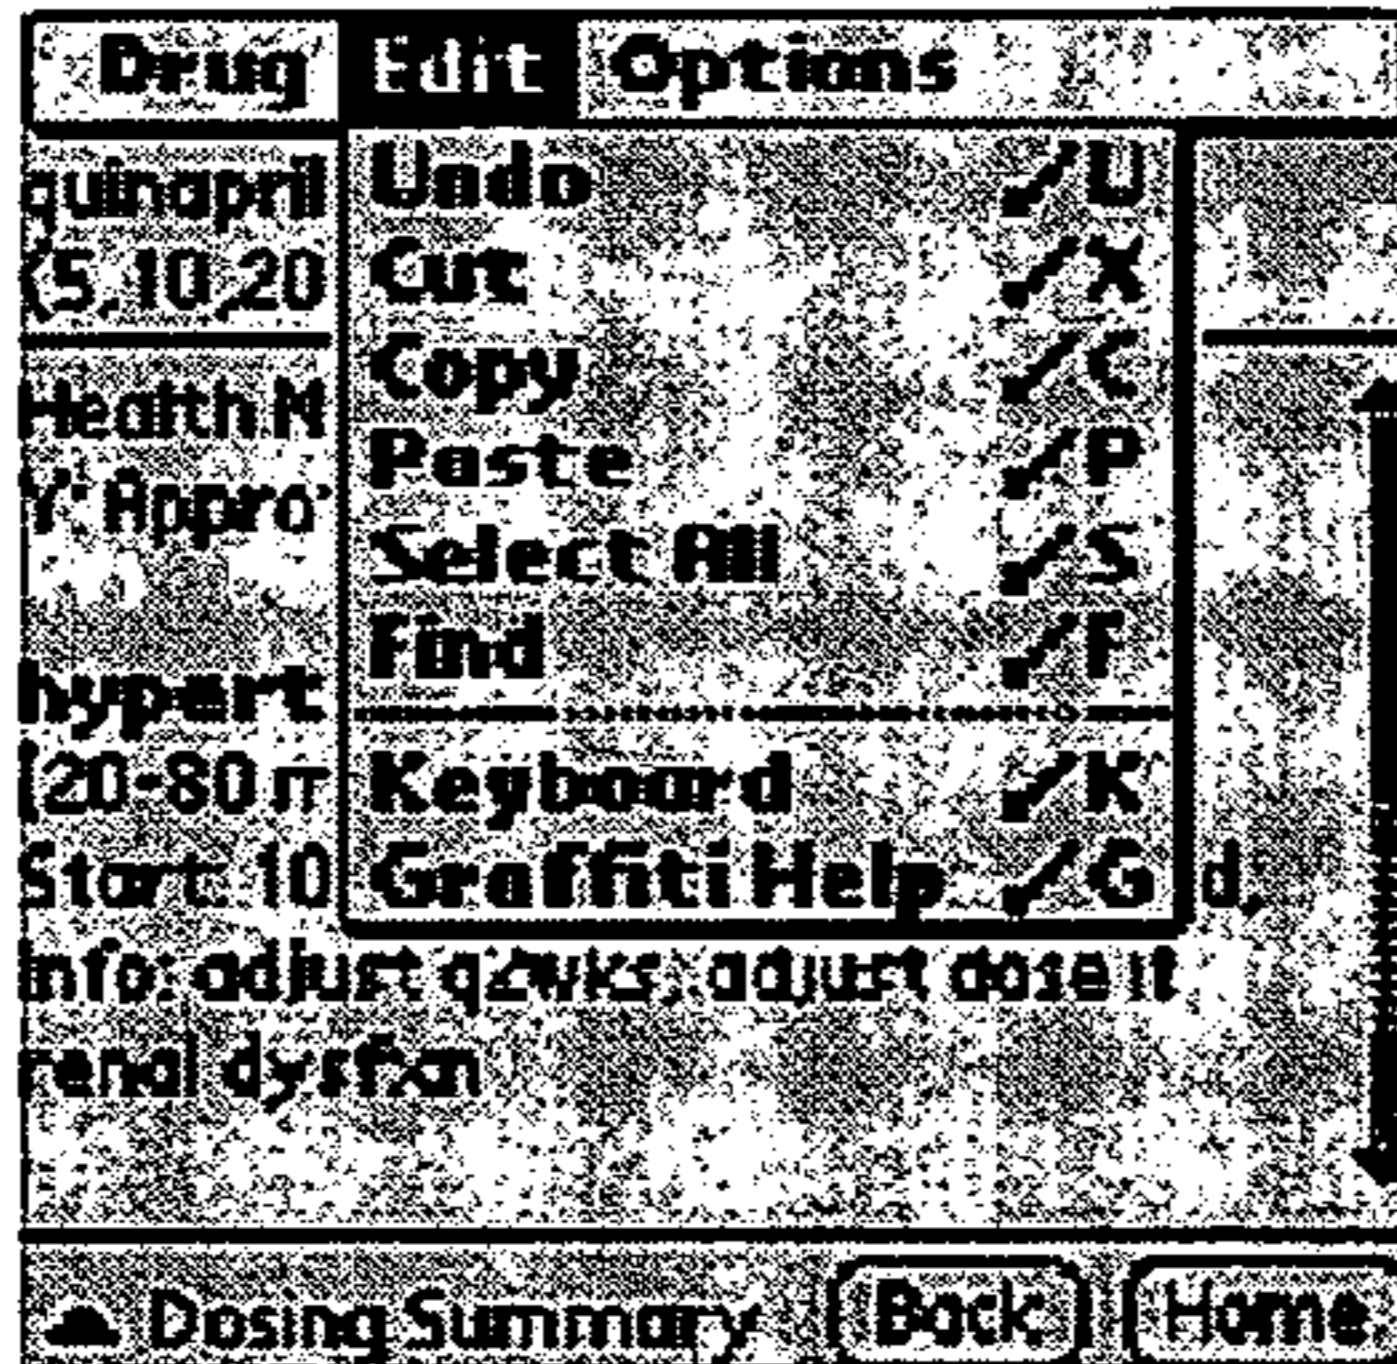 Drug Edit Options
quinapril
(5,10,20
Undo ✓U
Cut ✓X
Copy ✓C
Paste ✓P
Select All ✓S
Find ✓F
Keyboard ✓K
Graffiti Help ✓G
Health M
Y: Appro
hypert
[20-80 m
Start: 10 d,
Info: adjust q2wks; adjust dose if
renal dysfxn
Dosing Summary Back Home